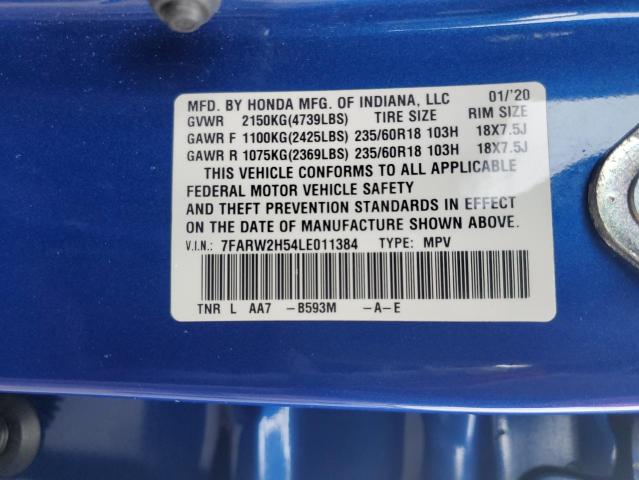 MFD. BY HONDA MFG. OF INDIANA, LLC 01/'20
GVWR 2150KG(4739LBS) TIRE SIZE RIM SIZE
GAWR F 1100KG(2425LBS) 235/60R18 103H 18X7.5J
GAWR R 1075KG(2369LBS) 235/60R18 103H 18X7.5J
THIS VEHICLE CONFORMS TO ALL APPLICABLE
FEDERAL MOTOR VEHICLE SAFETY
AND THEFT PREVENTION STANDARDS IN EFFECT
ON THE DATE OF MANUFACTURE SHOWN ABOVE.
V.I.N.: 7FARW2H54LE011384 TYPE: MPV
TNR L AA7 -B593M -A-E